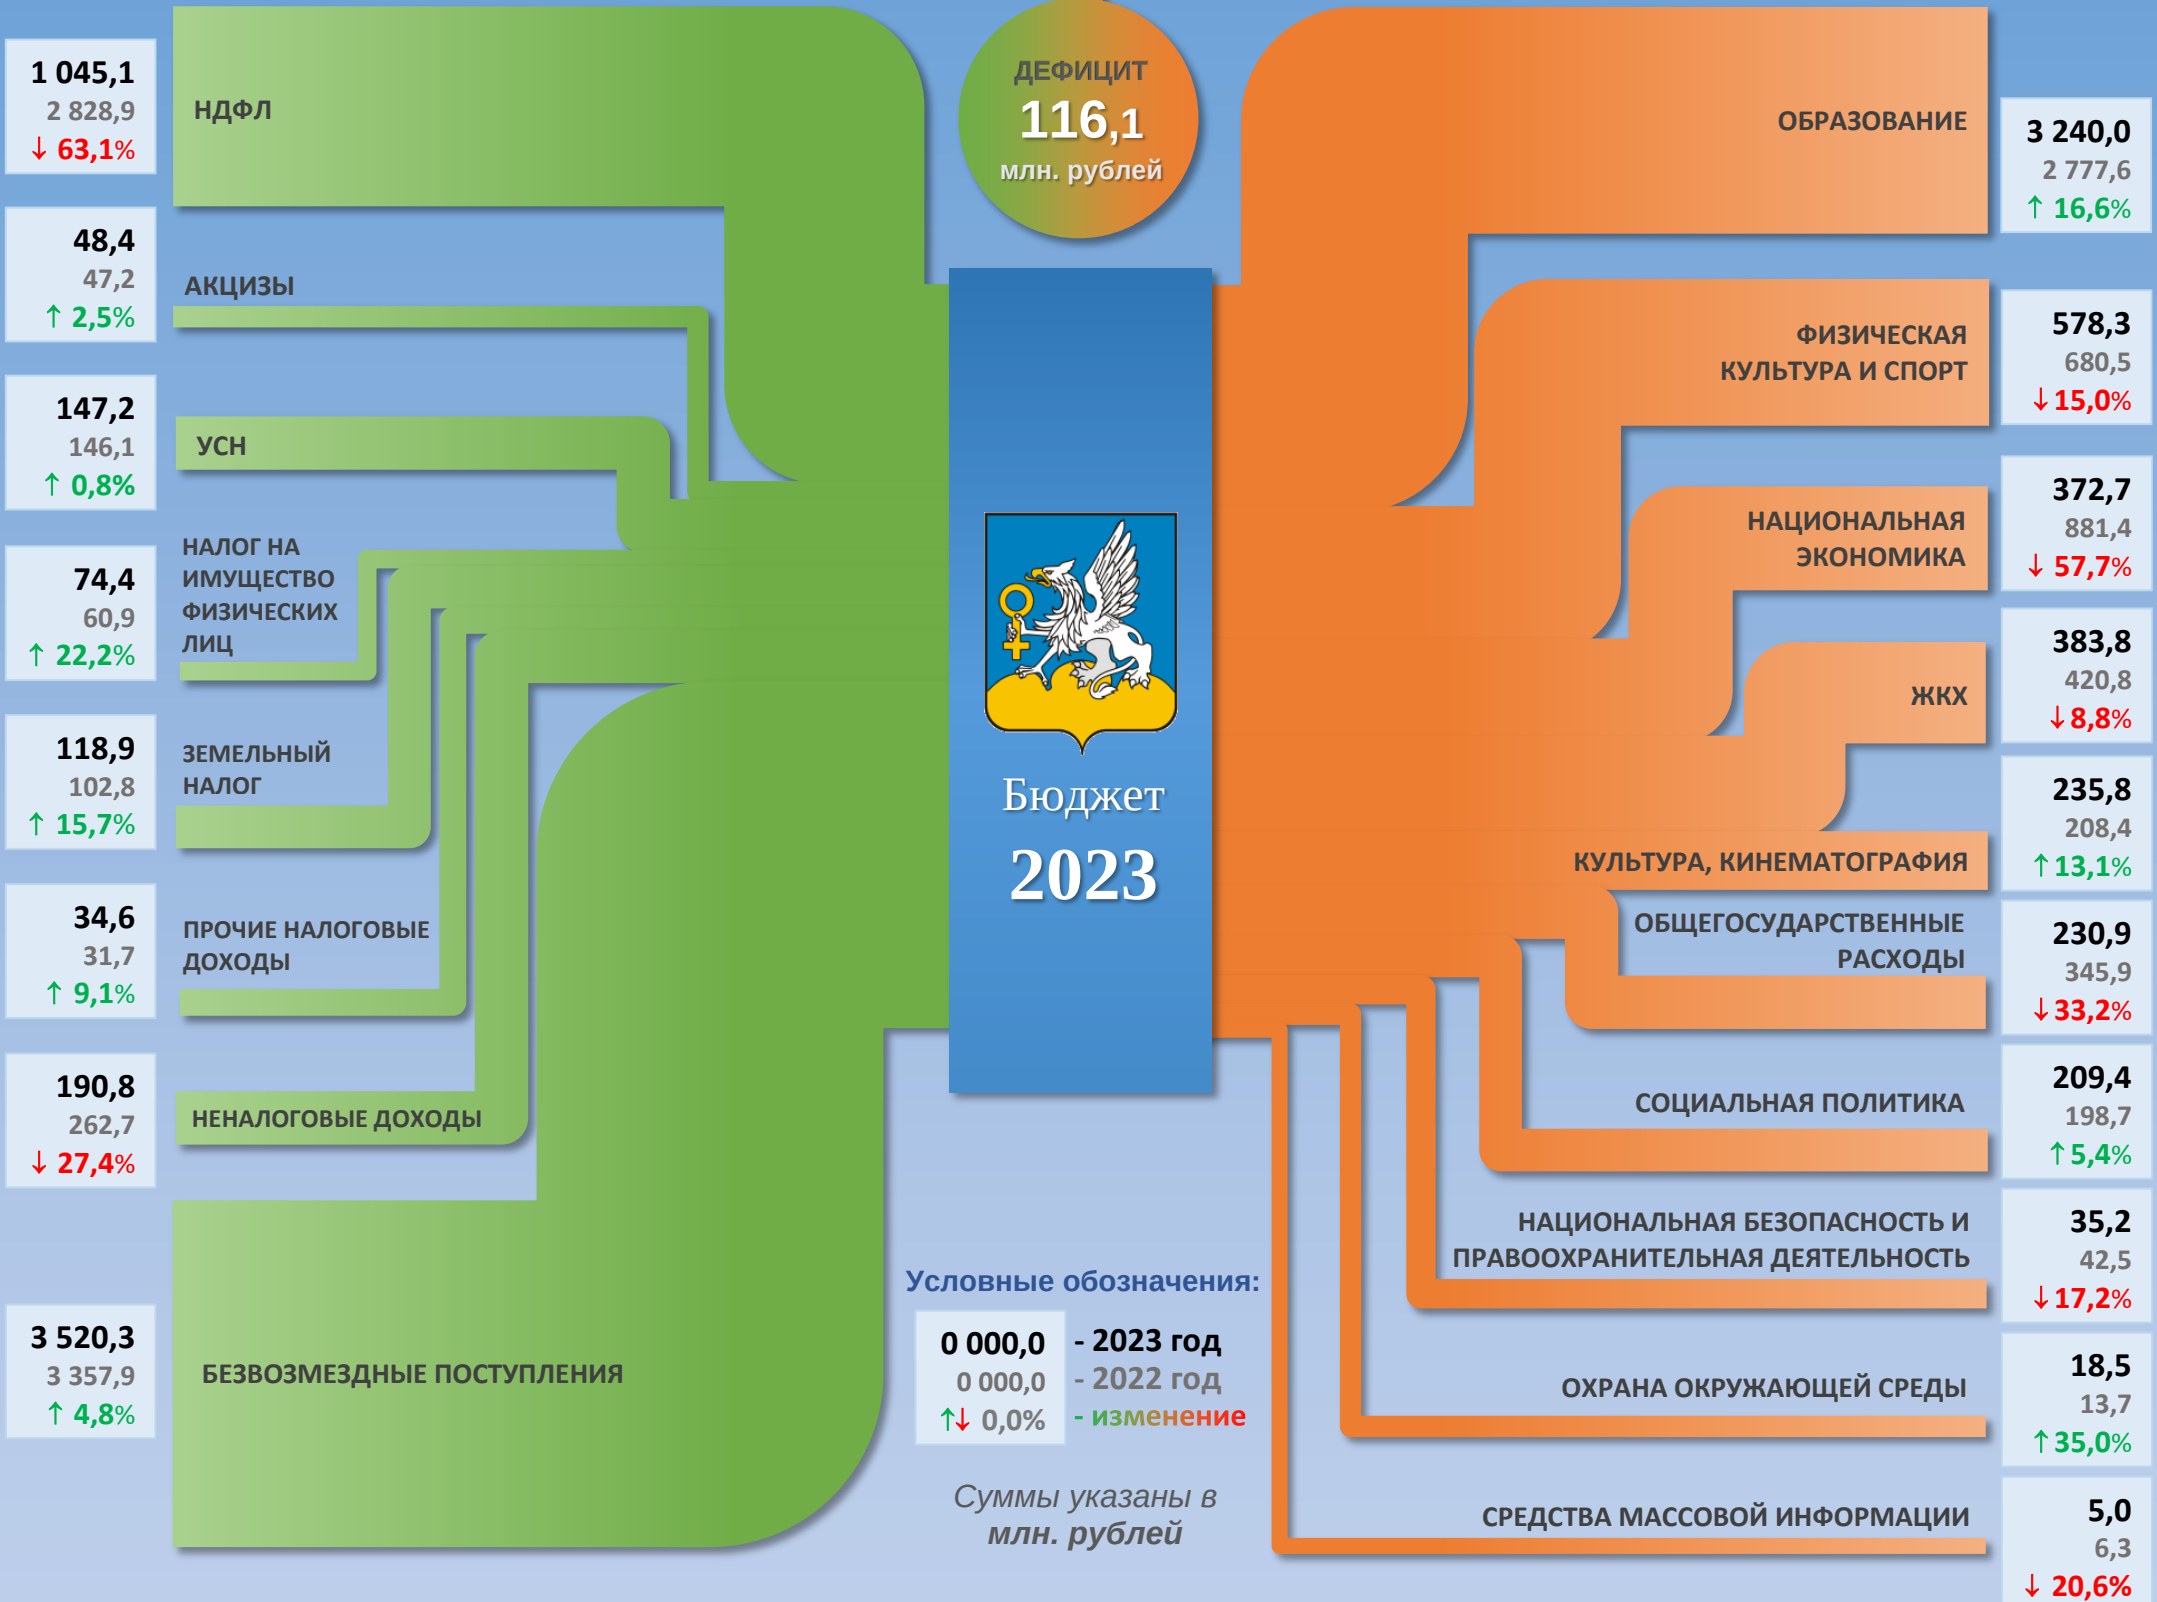 1 045,1
2 828,9
↓ 63,1%
НДФЛ
48,4
47,2
↑ 2,5%
АКЦИЗЫ
147,2
146,1
↑ 0,8%
УСН
74,4
60,9
↑ 22,2%
НАЛОГ НА
ИМУЩЕСТВО
ФИЗИЧЕСКИХ
ЛИЦ
118,9
102,8
↑ 15,7%
ЗЕМЕЛЬНЫЙ
НАЛОГ
34,6
31,7
↑ 9,1%
ПРОЧИЕ НАЛОГОВЫЕ
ДОХОДЫ
190,8
262,7
↓ 27,4%
НЕНАЛОГОВЫЕ ДОХОДЫ
3 520,3
3 357,9
↑ 4,8%
БЕЗВОЗМЕЗДНЫЕ ПОСТУПЛЕНИЯ
ДЕФИЦИТ
116,1
млн. рублей
Бюджет
2023
Условные обозначения:
0 000,0 - 2023 год
0 000,0 - 2022 год
↑↓ 0,0% - изменение
Суммы указаны в
млн. рублей
ОБРАЗОВАНИЕ
3 240,0
2 777,6
↑ 16,6%
ФИЗИЧЕСКАЯ
КУЛЬТУРА И СПОРТ
578,3
680,5
↓15,0%
НАЦИОНАЛЬНАЯ
ЭКОНОМИКА
372,7
881,4
↓ 57,7%
ЖКХ
383,8
420,8
↓8,8%
КУЛЬТУРА, КИНЕМАТОГРАФИЯ
235,8
208,4
↑13,1%
ОБЩЕГОСУДАРСТВЕННЫЕ
РАСХОДЫ
230,9
345,9
↓33,2%
СОЦИАЛЬНАЯ ПОЛИТИКА
209,4
198,7
↑5,4%
НАЦИОНАЛЬНАЯ БЕЗОПАСНОСТЬ И
ПРАВООХРАНИТЕЛЬНАЯ ДЕЯТЕЛЬНОСТЬ
35,2
42,5
↓17,2%
ОХРАНА ОКРУЖАЮЩЕЙ СРЕДЫ
18,5
13,7
↑35,0%
СРЕДСТВА МАССОВОЙ ИНФОРМАЦИИ
5,0
6,3
↓ 20,6%